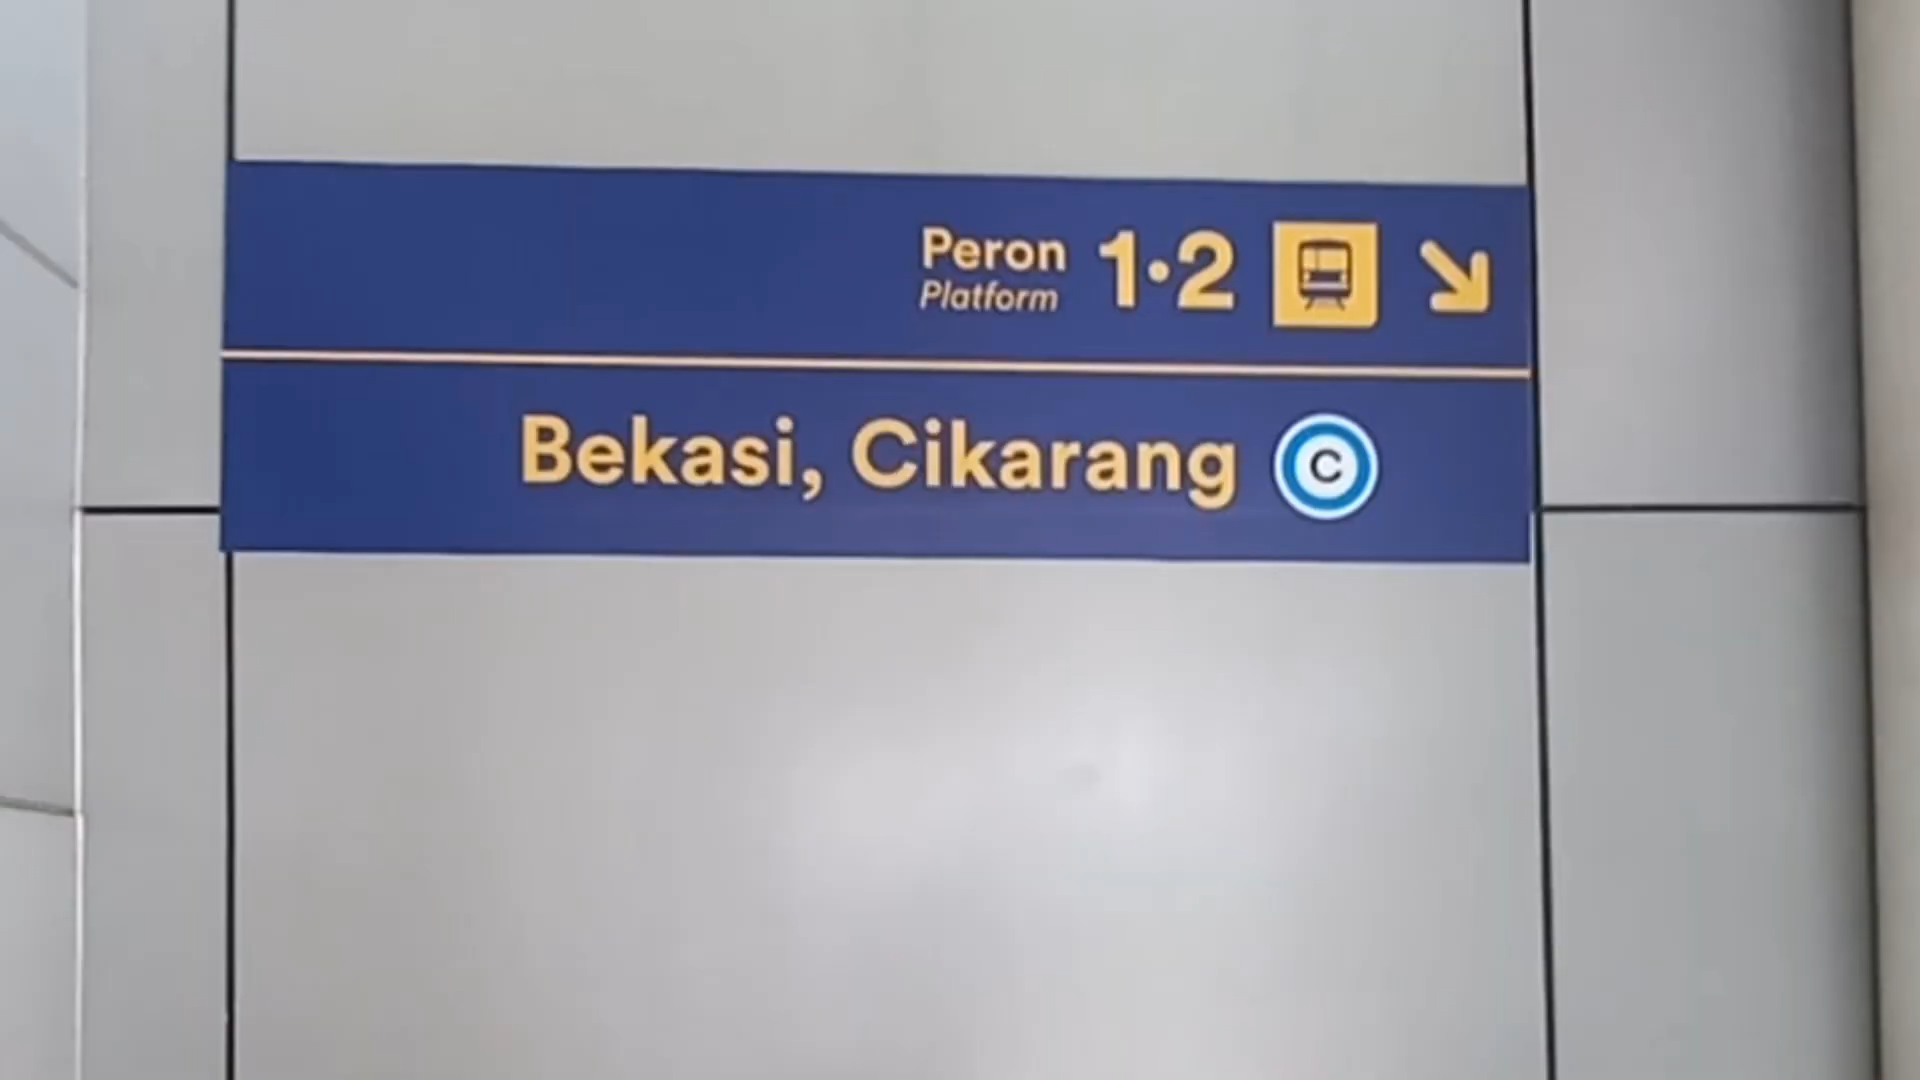 Peron 1·2
Platform
Bekasi, Cikarang C